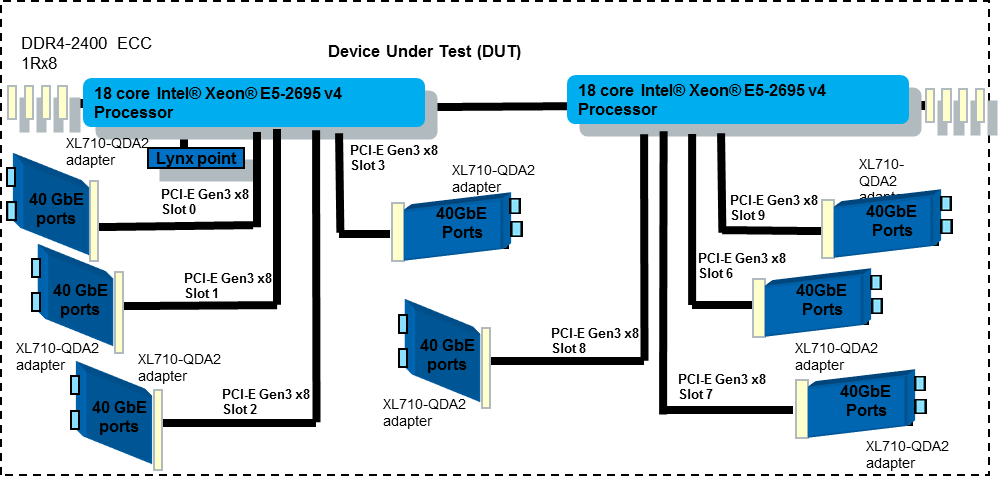 DDR4-2400 ECC
1Rx8
Device Under Test (DUT)
18 core Intel® Xeon® E5-2695 v4
Processor
18 core Intel® Xeon® E5-2695 v4
Processor
XL710-QDA2
adapter
Lynx point
PCI-E Gen3 x8
Slot 3
XL710-QDA2
adapter
XL710-
QDA2
adapter
40 GbE
ports
PCI-E Gen3 x8
Slot 0
40GbE
Ports
PCI-E Gen3 x8
Slot 9
40GbE
Ports
40 GbE
ports
PCI-E Gen3 x8
Slot 1
PCI-E Gen3 x8
Slot 6
40GbE
Ports
XL710-QDA2
adapter
XL710-QDA2
adapter
40 GbE
ports
PCI-E Gen3 x8
Slot 8
XL710-QDA2
adapter
40 GbE
ports
PCI-E Gen3 x8
Slot 2
XL710-QDA2
adapter
PCI-E Gen3 x8
Slot 7
40GbE
Ports
XL710-QDA2
adapter